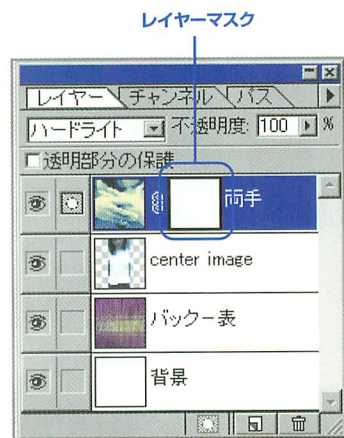 レイヤーマスク
レイヤー チャンネル パス
ハードライト 不透明度: 100 %
透明部分の保護
両手
center image
バックー表
背景